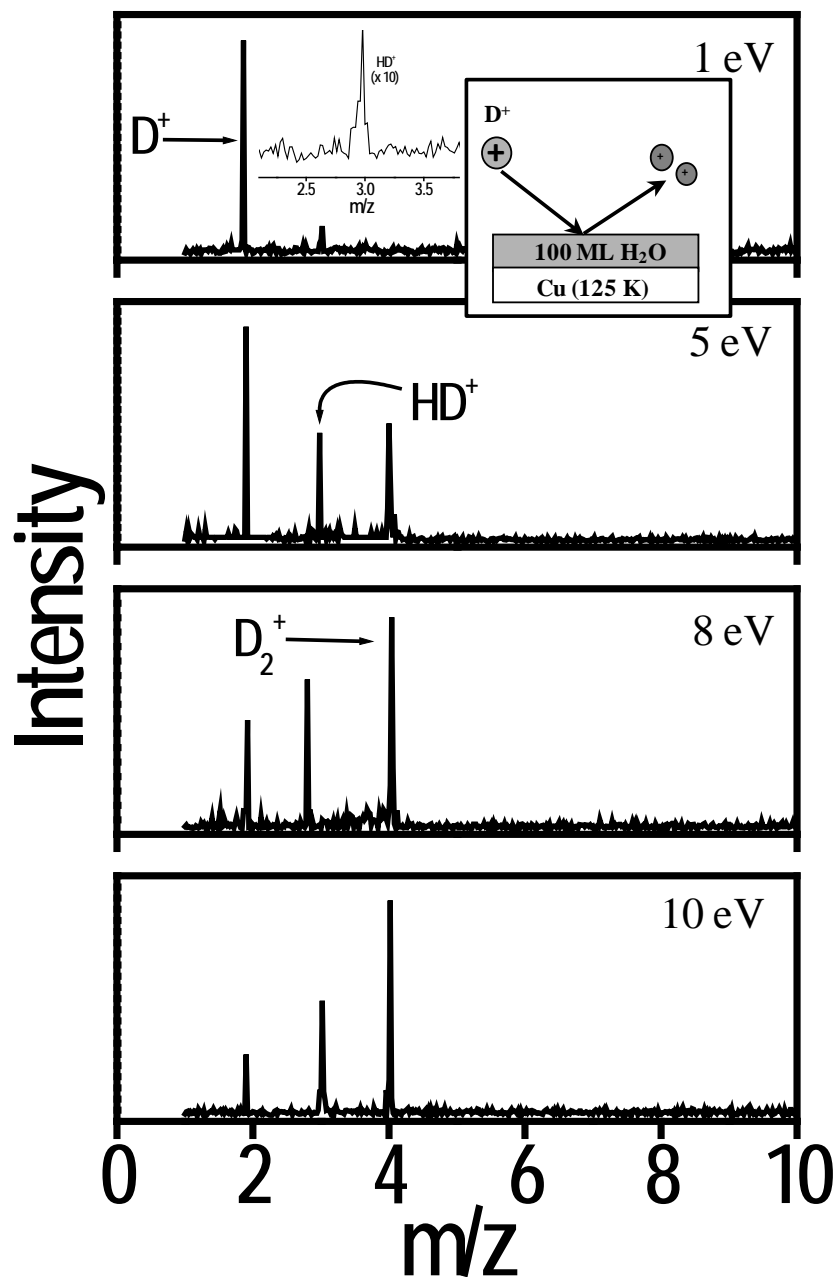 1 eV
D⁺
HD⁺
(x 10)
2.5 3.0 3.5
m/z
D⁺
+
+
+
100 ML H₂O
Cu (125 K)
5 eV
HD⁺
Intensity
8 eV
D₂⁺
10 eV
0 2 4 6 8 10
m/z